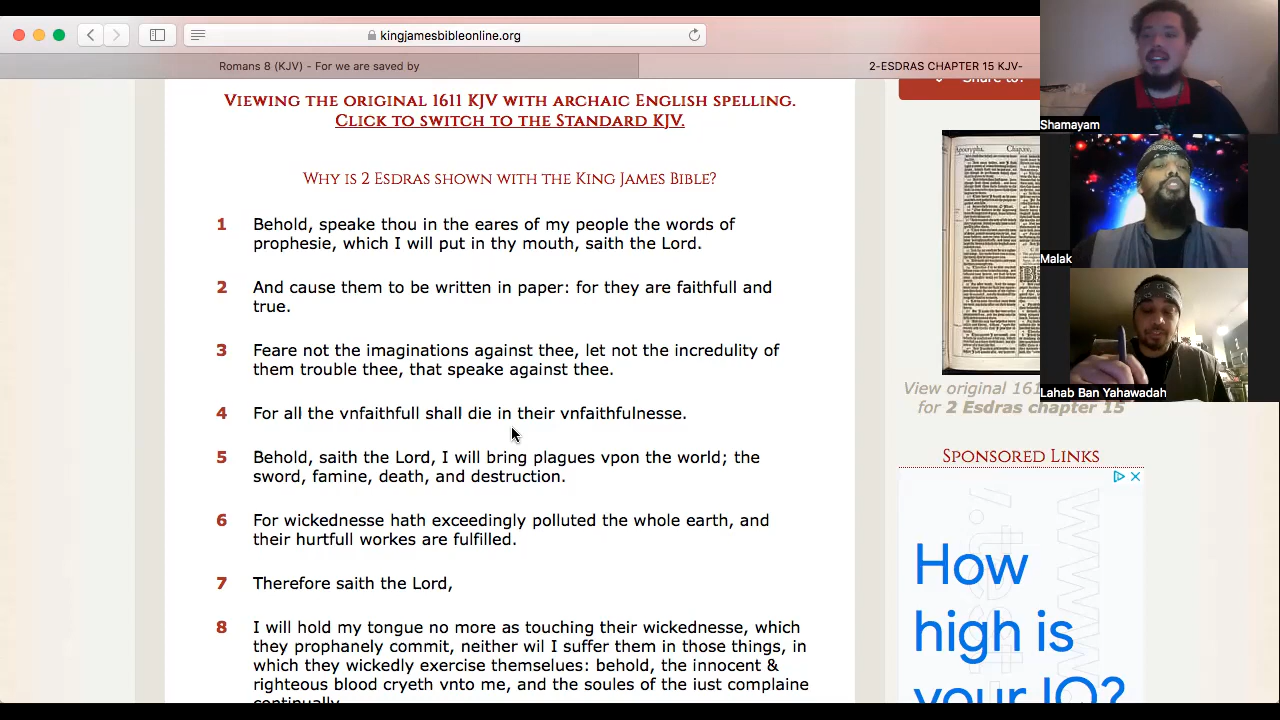 kingjamesbibleonline.org
Romans 8 (KJV) - For we are saved by
2-ESDRAS CHAPTER 15 KJV-
Viewing the original 1611 KJV with archaic English spelling.
Click to switch to the Standard KJV.
Why is 2 Esdras shown with the King James Bible?
1 Behold, speake thou in the eares of my people the words of
prophesie, which I will put in thy mouth, saith the Lord.
2 And cause them to be written in paper: for they are faithfull and
true.
3 Feare not the imaginations against thee, let not the incredulity of
them trouble thee, that speake against thee.
4 For all the vnfaithfull shall die in their vnfaithfulnesse.
5 Behold, saith the Lord, I will bring plagues vpon the world; the
sword, famine, death, and destruction.
6 For wickednesse hath exceedingly polluted the whole earth, and
their hurtfull workes are fulfilled.
7 Therefore saith the Lord,
8 I will hold my tongue no more as touching their wickednesse, which
they prophanely commit, neither wil I suffer them in those things, in
which they wickedly exercise themselues: behold, the innocent &
righteous blood cryeth vnto me, and the soules of the iust complaine
continually.
Share to:
Apocrypha
View original 161
for 2 Esdras chapter 15
Sponsored Links
How
high is
your IQ?
Shamayam
Malak
Lahab Ban Yahawadah